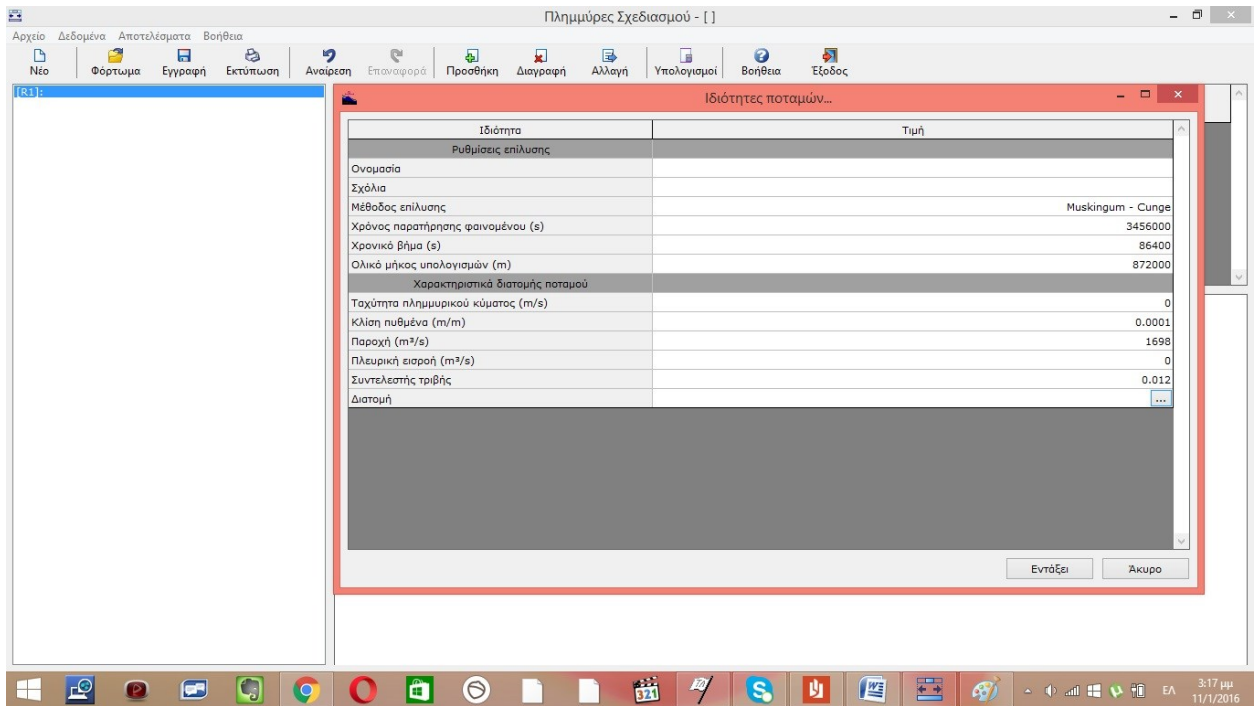 Πλημμύρες Σχεδιασμού - [ ]
Αρχείο Δεδομένα Αποτελέσματα Βοήθεια
Νέο Φόρτωμα Εγγραφή Εκτύπωση Αναίρεση Επαναφορά Προσθήκη Διαγραφή Αλλαγή Υπολογισμοί Βοήθεια Έξοδος
[R1]:
Ιδιότητες ποταμών...
Ιδιότητα Τιμή
Ρυθμίσεις επίλυσης
Ονομασία
Σχόλια
Μέθοδος επίλυσης Muskingum - Cunge
Χρόνος παρατήρησης φαινομένου (s) 3456000
Χρονικό βήμα (s) 86400
Ολικό μήκος υπολογισμών (m) 872000
Χαρακτηριστικά διατομής ποταμού
Ταχύτητα πλημμυρικού κύματος (m/s) 0
Κλίση πυθμένα (m/m) 0.0001
Παροχή (m³/s) 1698
Πλευρική εισροή (m³/s) 0
Συντελεστής τριβής 0.012
Διατομή ...
Εντάξει Άκυρο
321
ΕΛ 3:17 μμ
11/1/2016